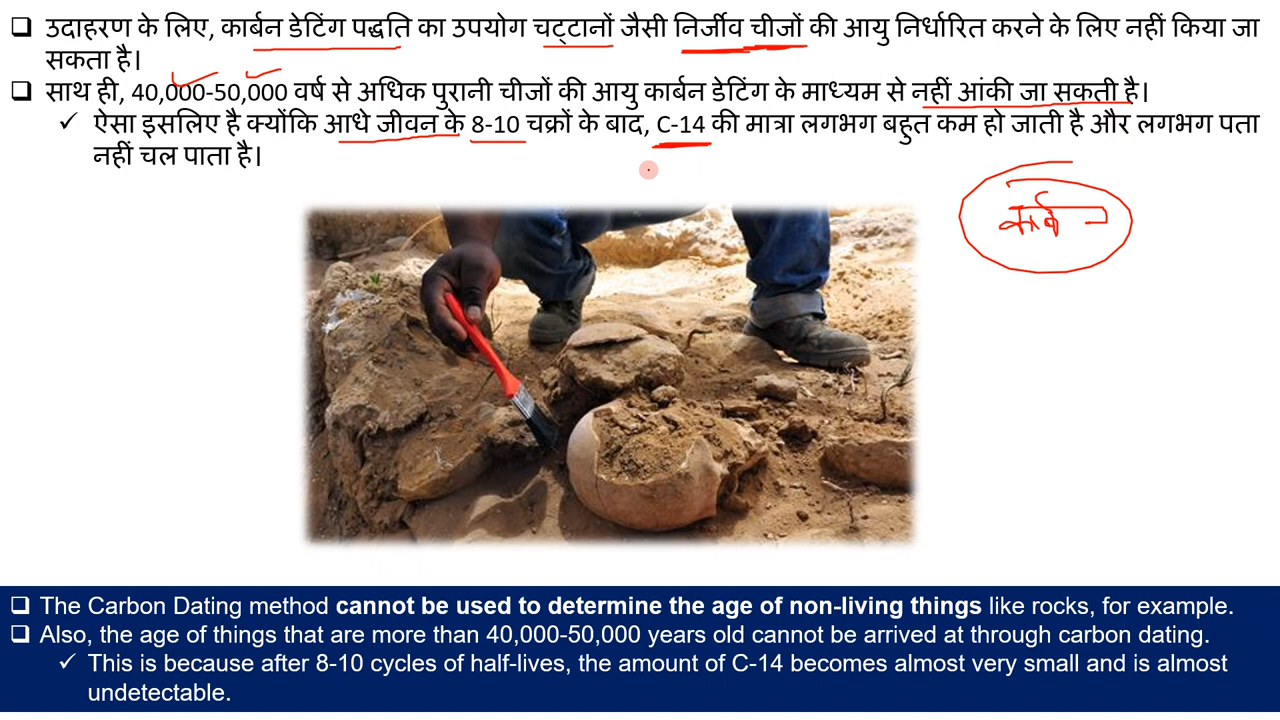 ❑ उदाहरण के लिए, कार्बन डेटिंग पद्धति का उपयोग चट्टानों जैसी निर्जीव चीजों की आयु निर्धारित करने के लिए नहीं किया जा
सकता है।
❑ साथ ही, 40,000-50,000 वर्ष से अधिक पुरानी चीजों की आयु कार्बन डेटिंग के माध्यम से नहीं आंकी जा सकती है।
✓ ऐसा इसलिए है क्योंकि आधे जीवन के 8-10 चक्रों के बाद, C-14 की मात्रा लगभग बहुत कम हो जाती है और लगभग पता
नहीं चल पाता है।
❑ The Carbon Dating method cannot be used to determine the age of non-living things like rocks, for example.
❑ Also, the age of things that are more than 40,000-50,000 years old cannot be arrived at through carbon dating.
✓ This is because after 8-10 cycles of half-lives, the amount of C-14 becomes almost very small and is almost
undetectable.